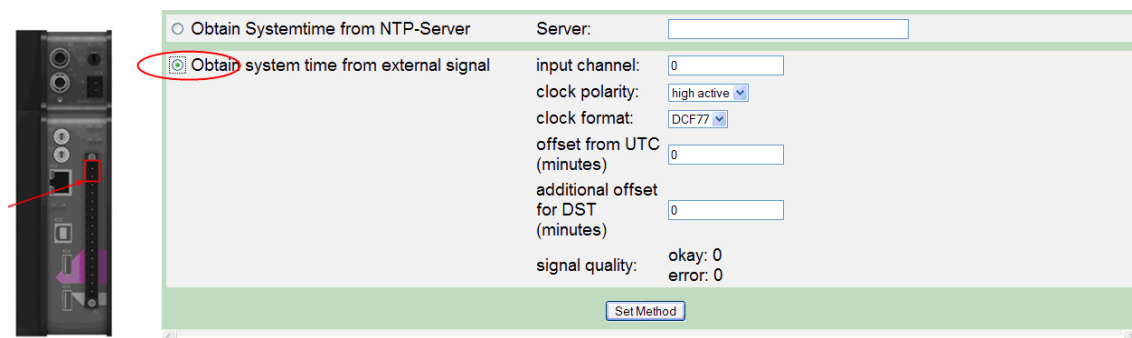 Obtain Systemtime from NTP-Server Server:
Obtain system time from external signal input channel: 0
clock polarity: high active
clock format: DCF77
offset from UTC
(minutes) 0
additional offset
for DST
(minutes) 0
signal quality: okay: 0
error: 0
Set Method